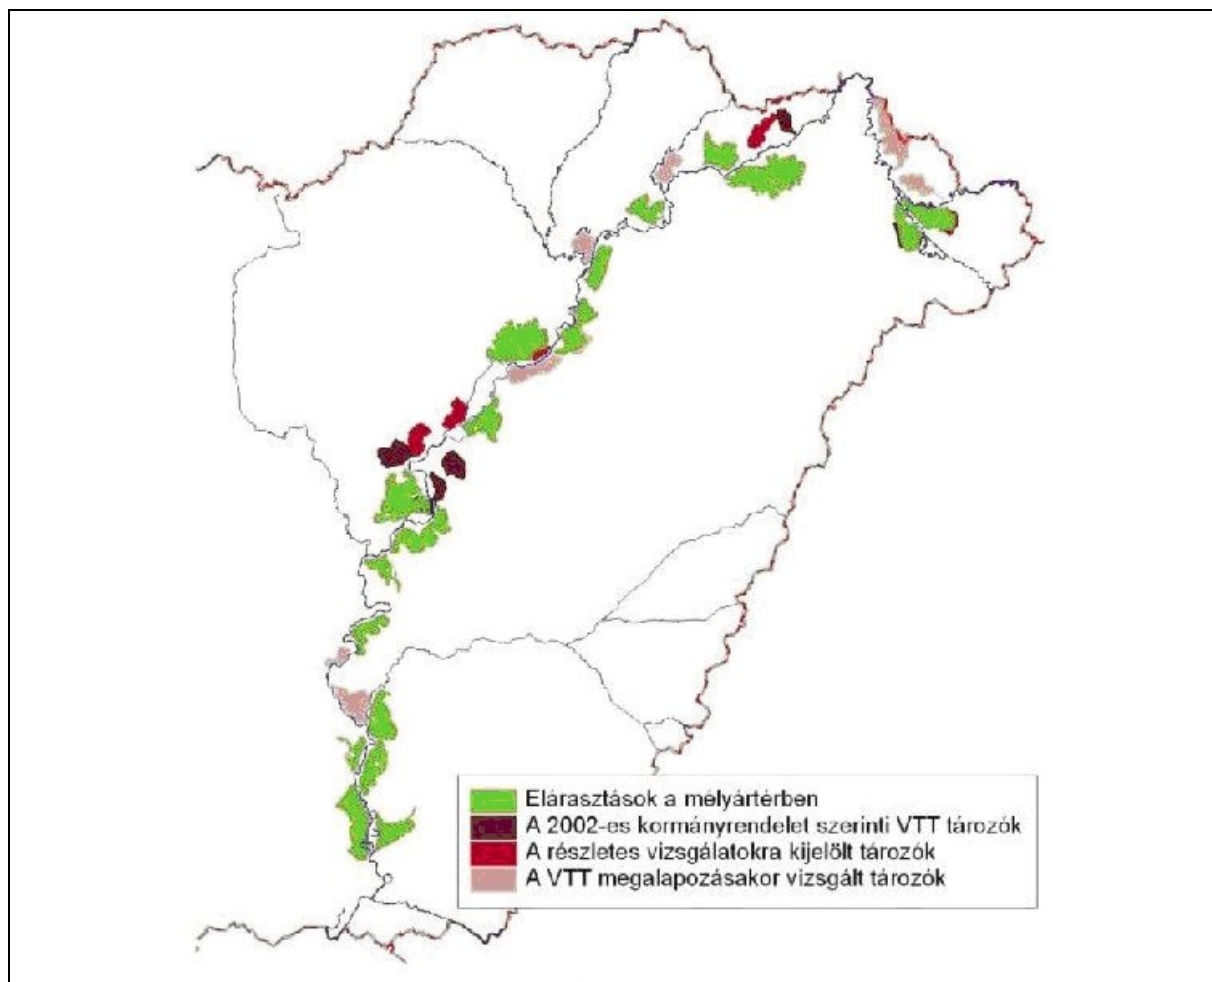 Elárasztások a mélyártérben
A 2002-es kormányrendelet szerinti VTT tározók
A részletes vizsgálatokra kijelölt tározók
A VTT megalapozásakor vizsgált tározók